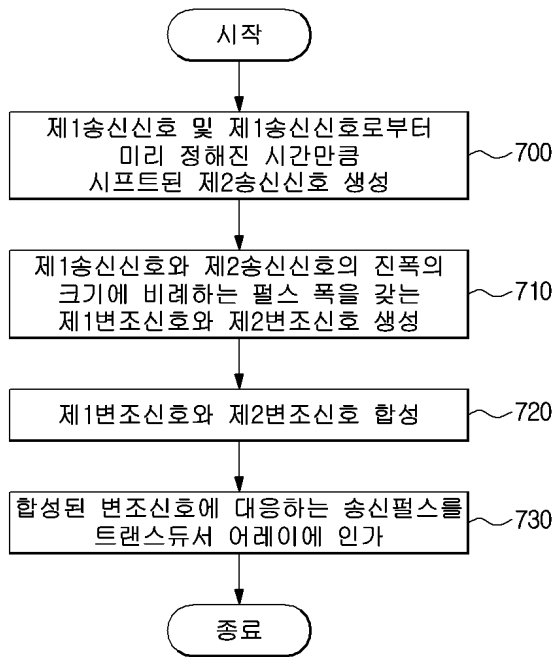 시작
제1송신신호 및 제1송신신호로부터
미리 정해진 시간만큼
시프트된 제2송신신호 생성
700
제1송신신호와 제2송신신호의 진폭의
크기에 비례하는 펄스 폭을 갖는
제1변조신호와 제2변조신호 생성
710
제1변조신호와 제2변조신호 합성
720
합성된 변조신호에 대응하는 송신펄스를
트랜스듀서 어레이에 인가
730
종료